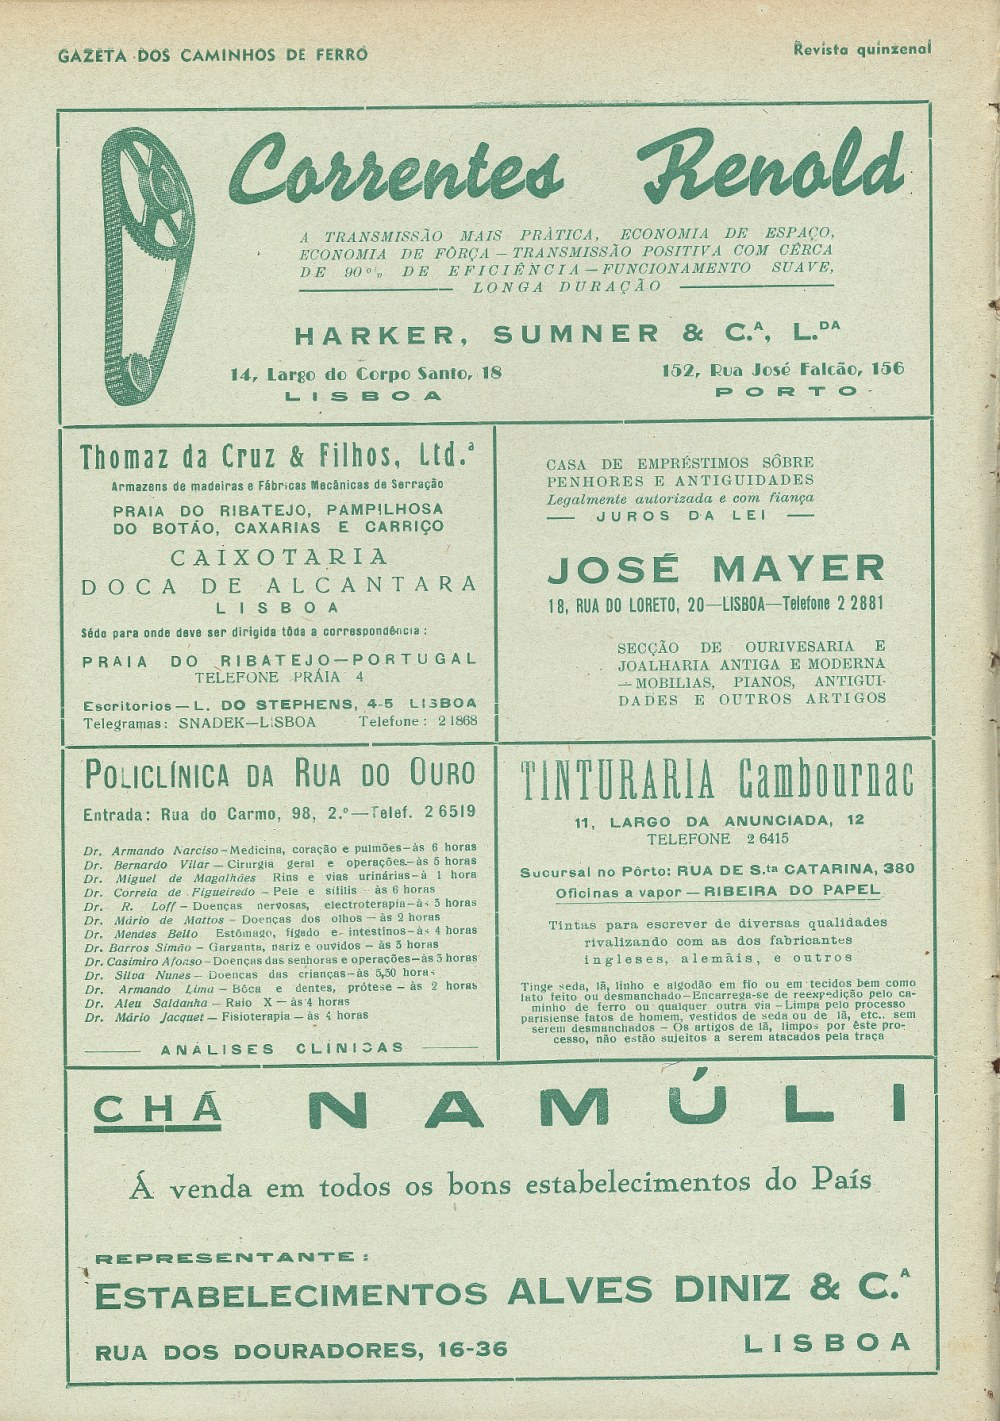 GAZETA DOS CAMINHOS DE FERRO
Revista quinzenal
Correntes Renold
A TRANSMISSÃO MAIS PRÀTICA, ECONOMIA DE ESPAÇO,
ECONOMIA DE FÔRÇA — TRANSMISSÃO POSITIVA COM CÊRCA
DE 90% DE EFICIÊNCIA — FUNCIONAMENTO SUAVE,
LONGA DURAÇÃO
HARKER, SUMNER & C.ᴬ, L.ᴰᴬ
14, Largo do Corpo Santo, 18
LISBOA
152, Rua José Falcão, 156
PORTO
Thomaz da Cruz & Filhos, Ltd.ª
Armazens de madeiras e Fábricas Mecânicas de Serração
PRAIA DO RIBATEJO, PAMPILHOSA
DO BOTÃO, CAXARIAS E CARRIÇO
CAIXOTARIA
DOCA DE ALCANTARA
LISBOA
Séde para onde deve ser dirigida tôda a correspondência:
PRAIA DO RIBATEJO—PORTUGAL
TELEFONE PRÁIA 4
Escritórios — L. DO STEPHENS, 4-5 LISBOA
Telegramas: SNADEK—LISBOA Telefone: 2 1868
CASA DE EMPRÉSTIMOS SÔBRE
PENHORES E ANTIGUIDADES
Legalmente autorizada e com fiança
— JUROS DA LEI —
JOSÉ MAYER
18, RUA DO LORETO, 20—LISBOA—Telefone 2 2881
SECÇÃO DE OURIVESARIA E
JOALHARIA ANTIGA E MODERNA
— MOBILIAS, PIANOS, ANTIGUI-
DADES E OUTROS ARTIGOS
POLICLÍNICA DA RUA DO OURO
Entrada: Rua do Carmo, 98, 2.º—Telef. 2 6519
Dr. Armando Narciso — Medicina, coração e pulmões—às 6 horas
Dr. Bernardo Vilar — Cirurgia geral e operações—às 5 horas
Dr. Miguel de Magalhães Rins e vias urinárias—à 1 hora
Dr. Correia de Figueiredo — Pele e sífilis — às 6 horas
Dr. R. Loff — Doenças nervosas, electroterapia—às 3 horas
Dr. Mário de Mattos — Doenças dos olhos — às 2 horas
Dr. Mendes Bello Estômago, fígado e intestinos—às 4 horas
Dr. Barros Simão — Garganta, nariz e ouvidos — às 3 horas
Dr. Casimiro Afonso—Doenças das senhoras e operações—às 3 horas
Dr. Silva Nunes — Doenças das crianças—às 5,30 horas
Dr. Armando Lima — Bôca e dentes, prótese — às 2 horas
Dr. Aleu Saldanha — Raio X — às 4 horas
Dr. Mário Jacquet — Fisioterapia — às 4 horas
ANÁLISES CLÍNICAS
TINTURARIA Cambournac
11, LARGO DA ANUNCIADA, 12
TELEFONE 2 6415
Sucursal no Pôrto: RUA DE S.ta CATARINA, 380
Oficinas a vapor — RIBEIRA DO PAPEL
Tintas para escrever de diversas qualidades
rivalizando com as dos fabricantes
ingleses, alemãis, e outros
Tinge seda, lã, linho e algodão em fio ou em tecidos bem como
fato feito ou desmanchado—Encarrega-se de reexpedição pelo ca-
minho de ferro ou qualquer outra via — Limpa pelo processo
parisiense fatos de homem, vestidos de seda ou de lã, etc.. sem
serem desmanchados — Os artigos de lã, limpos por êste pro-
cesso, não estão sujeitos a serem atacados pela traça
CHÁ NAMÚLI
Á venda em todos os bons estabelecimentos do País
REPRESENTANTE:
ESTABELECIMENTOS ALVES DINIZ & C.ᴬ
RUA DOS DOURADORES, 16-36
LISBOA